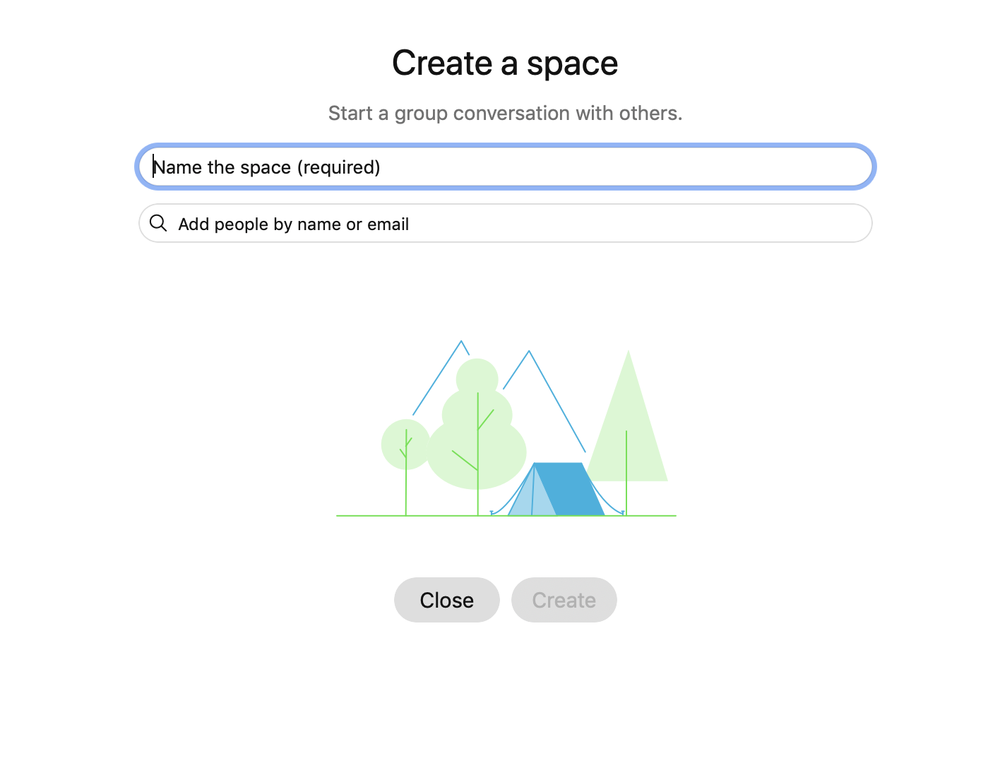 Create a space
Start a group conversation with others.
Name the space (required)
Add people by name or email
Close
Create